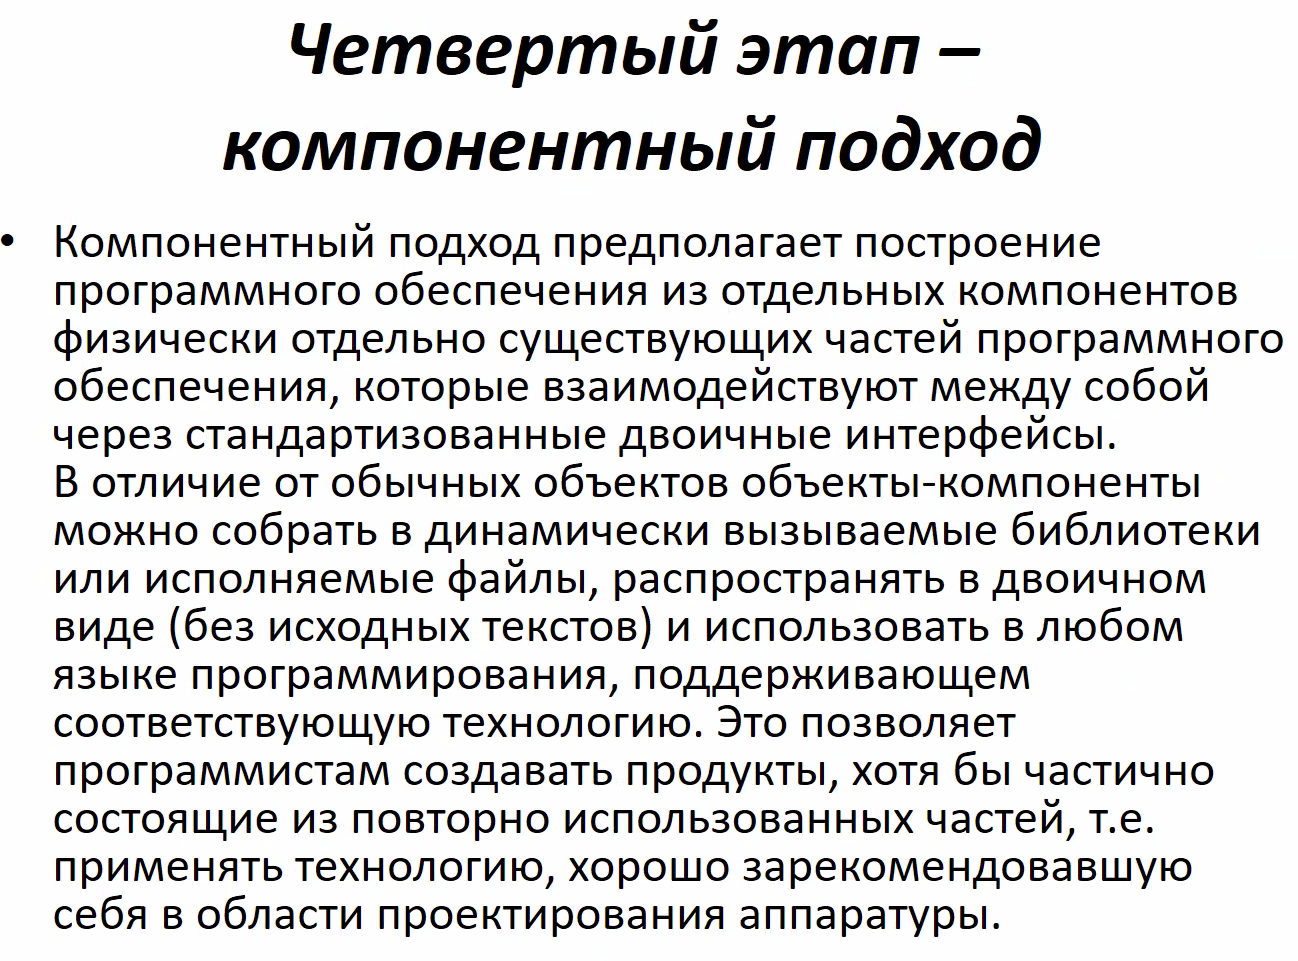 Четвертый этап –
компонентный подход
• Компонентный подход предполагает построение
программного обеспечения из отдельных компонентов
физически отдельно существующих частей программного
обеспечения, которые взаимодействуют между собой
через стандартизованные двоичные интерфейсы.
В отличие от обычных объектов объекты-компоненты
можно собрать в динамически вызываемые библиотеки
или исполняемые файлы, распространять в двоичном
виде (без исходных текстов) и использовать в любом
языке программирования, поддерживающем
соответствующую технологию. Это позволяет
программистам создавать продукты, хотя бы частично
состоящие из повторно использованных частей, т.е.
применять технологию, хорошо зарекомендовавшую
себя в области проектирования аппаратуры.